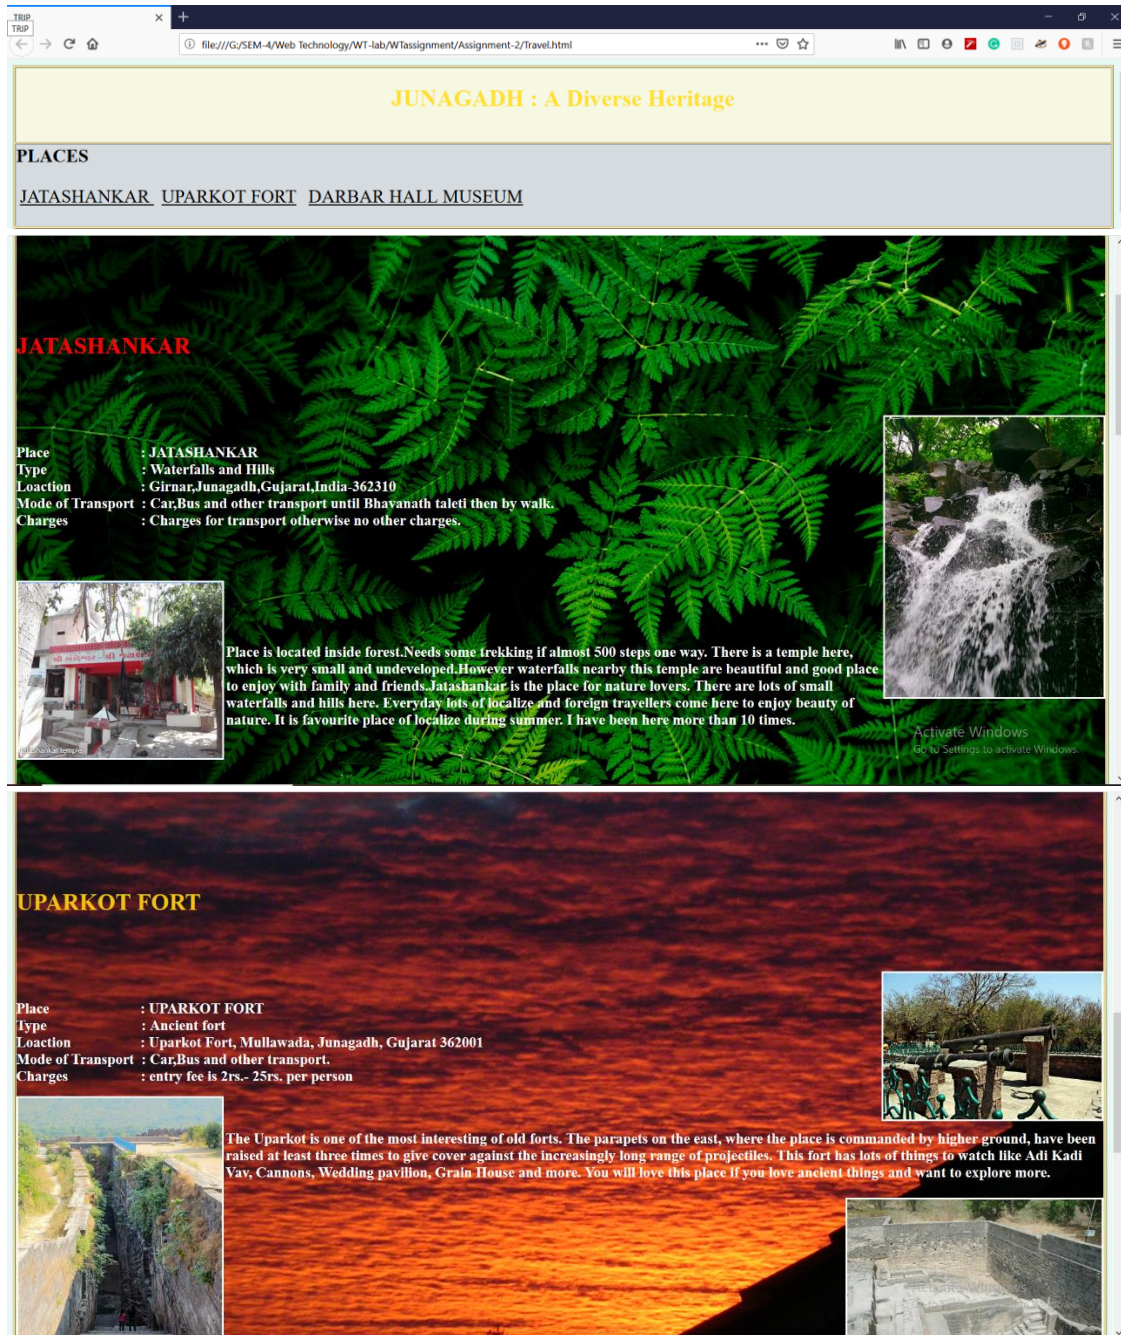 TRIP
TRIP
file:///G:/SEM-4/Web Technology/WT-lab/WTassignment/Assignment-2/Travel.html
JUNAGADH : A Diverse Heritage
PLACES
JATASHANKAR UPARKOT FORT DARBAR HALL MUSEUM
JATASHANKAR
Place : JATASHANKAR
Type : Waterfalls and Hills
Loaction : Girnar,Junagadh,Gujarat,India-362310
Mode of Transport : Car,Bus and other transport until Bhavanath taleti then by walk.
Charges : Charges for transport otherwise no other charges.
Jatashankar temple
Place is located inside forest.Needs some trekking if almost 500 steps one way. There is a temple here,
which is very small and undeveloped.However waterfalls nearby this temple are beautiful and good place
to enjoy with family and friends.Jatashankar is the place for nature lovers. There are lots of small
waterfalls and hills here. Everyday lots of localize and foreign travellers come here to enjoy beauty of
nature. It is favourite place of localize during summer. I have been here more than 10 times.
Activate Windows
Go to Settings to activate Windows.
UPARKOT FORT
Place : UPARKOT FORT
Type : Ancient fort
Loaction : Uparkot Fort, Mullawada, Junagadh, Gujarat 362001
Mode of Transport : Car,Bus and other transport.
Charges : entry fee is 2rs.- 25rs. per person
The Uparkot is one of the most interesting of old forts. The parapets on the east, where the place is commanded by higher ground, have been
raised at least three times to give cover against the increasingly long range of projectiles. This fort has lots of things to watch like Adi Kadi
Vav, Cannons, Wedding pavilion, Grain House and more. You will love this place if you love ancient things and want to explore more.